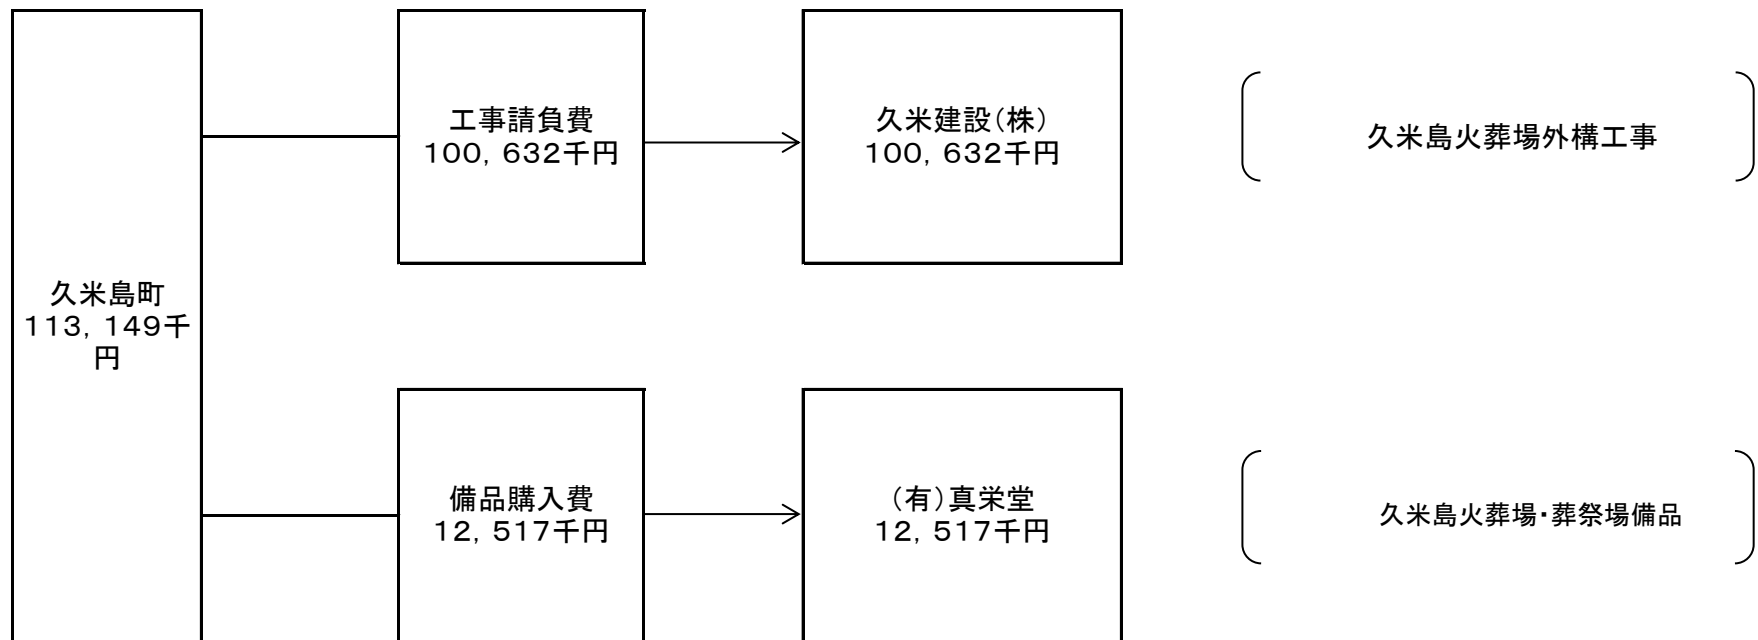 久米島町
113，149千
円
工事請負費
100，632千円
久米建設（株）
100，632千円
久米島火葬場外構工事
備品購入費
12，517千円
（有）真栄堂
12，517千円
久米島火葬場・葬祭場備品